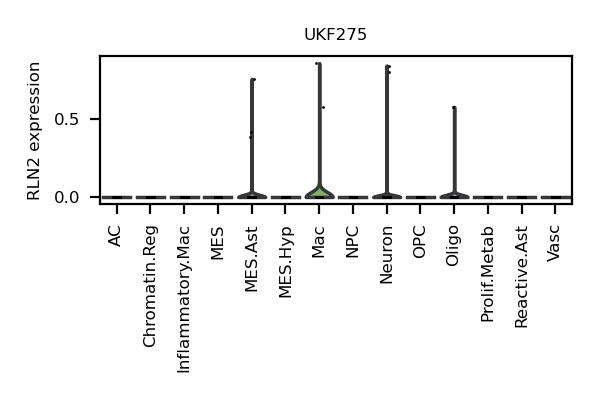 UKF275
RLN2 expression
0.5
0.0
AC
Chromatin.Reg
Inflammatory.Mac
MES
MES.Ast
MES.Hyp
Mac
NPC
Neuron
OPC
Oligo
Prolif.Metab
Reactive.Ast
Vasc